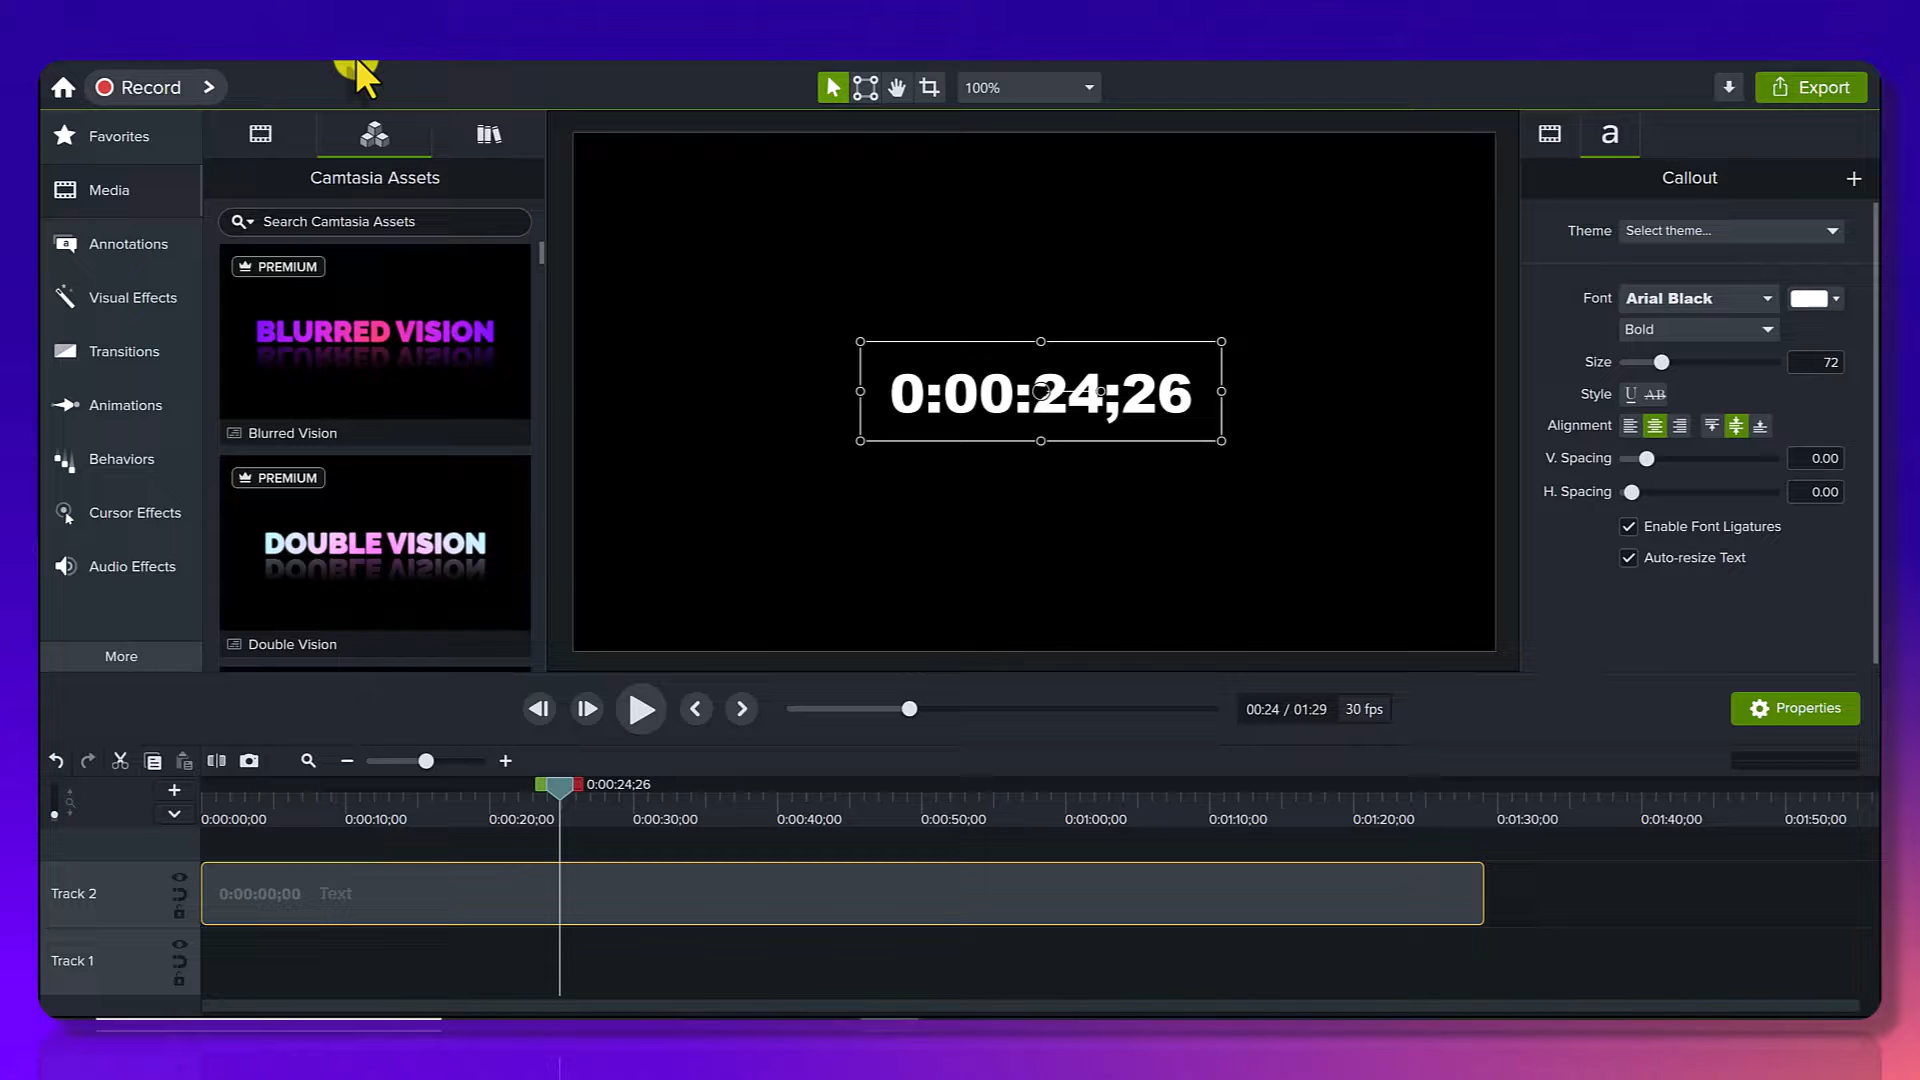 Record
100%
Export
Favorites
Media
Annotations
Visual Effects
Transitions
Animations
Behaviors
Cursor Effects
Audio Effects
More
Camtasia Assets
Search Camtasia Assets
PREMIUM
BLURRED VISION
Blurred Vision
PREMIUM
DOUBLE VISION
Double Vision
0:00:24;26
a
Callout
Theme Select theme...
Font Arial Black
Bold
Size 72
Style U AB
Alignment
V. Spacing 0.00
H. Spacing 0.00
Enable Font Ligatures
Auto-resize Text
00:24 / 01:29 30 fps
Properties
0:00:24;26
0:00:00;00 0:00:10;00 0:00:20;00 0:00:30;00 0:00:40;00 0:00:50;00 0:01:00;00 0:01:10;00 0:01:20;00 0:01:30;00 0:01:40;00 0:01:50;00
Track 2
0:00:00;00 Text
Track 1